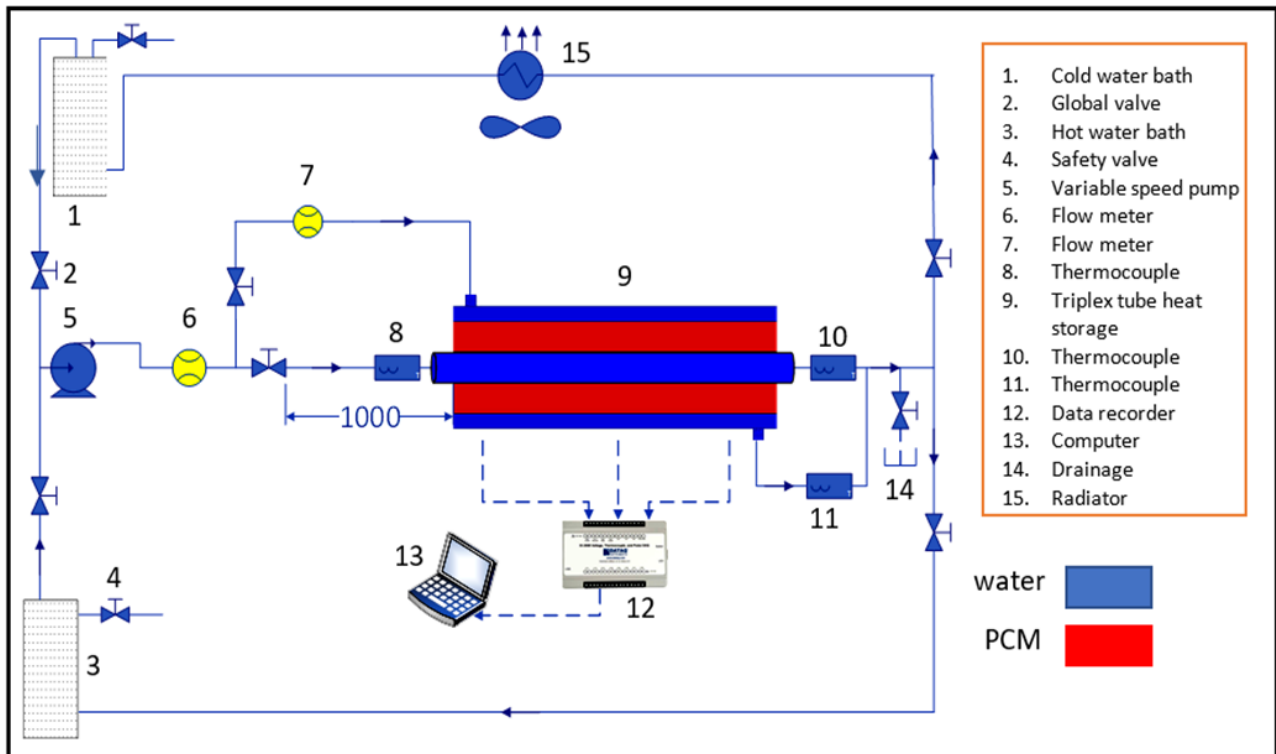 15
1
2
7
5
6
8
9
10
1000
11
14
4
3
13
12
DATAQ
1. Cold water bath
2. Global valve
3. Hot water bath
4. Safety valve
5. Variable speed pump
6. Flow meter
7. Flow meter
8. Thermocouple
9. Triplex tube heat
storage
10. Thermocouple
11. Thermocouple
12. Data recorder
13. Computer
14. Drainage
15. Radiator
water
PCM